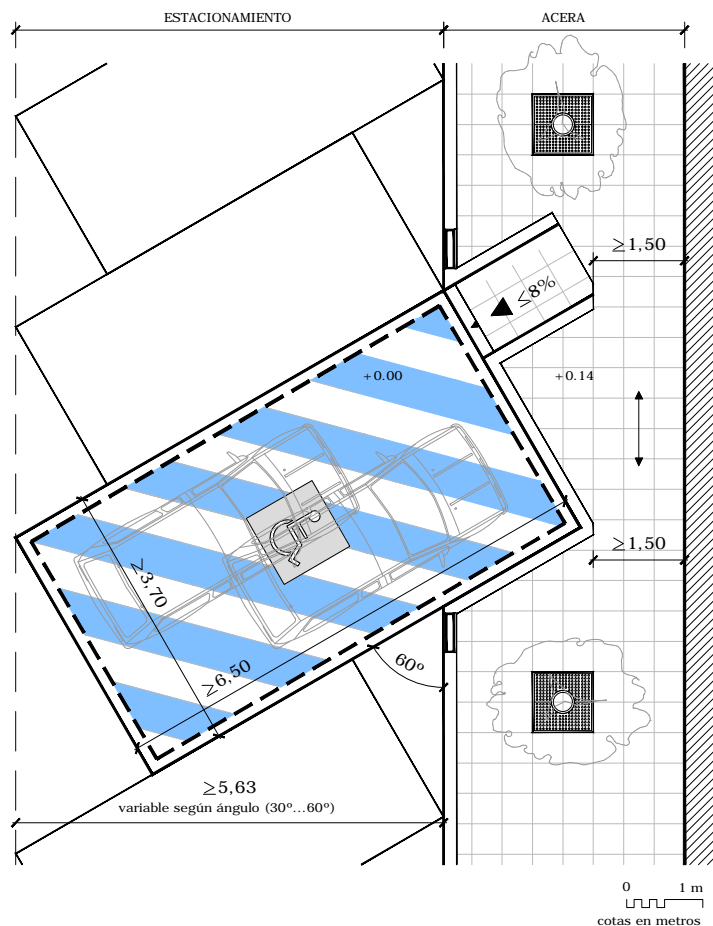 ESTACIONAMIENTO
ACERA
≥1,50
≤8%
+0.00
+0.14
≥1,50
≥3,70
≥6,50
60º
≥5,63
variable según ángulo (30º...60º)
0 1 m
cotas en metros